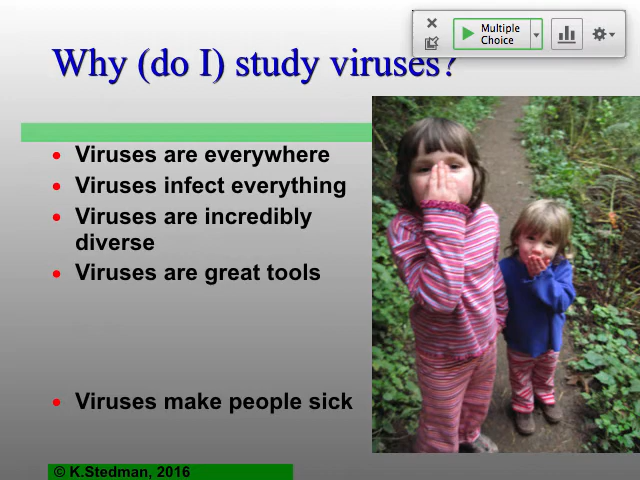 Why (do I) study viruses?
Multiple
Choice
Viruses are everywhere
Viruses infect everything
Viruses are incredibly
diverse
Viruses are great tools
Viruses make people sick
© K.Stedman, 2016